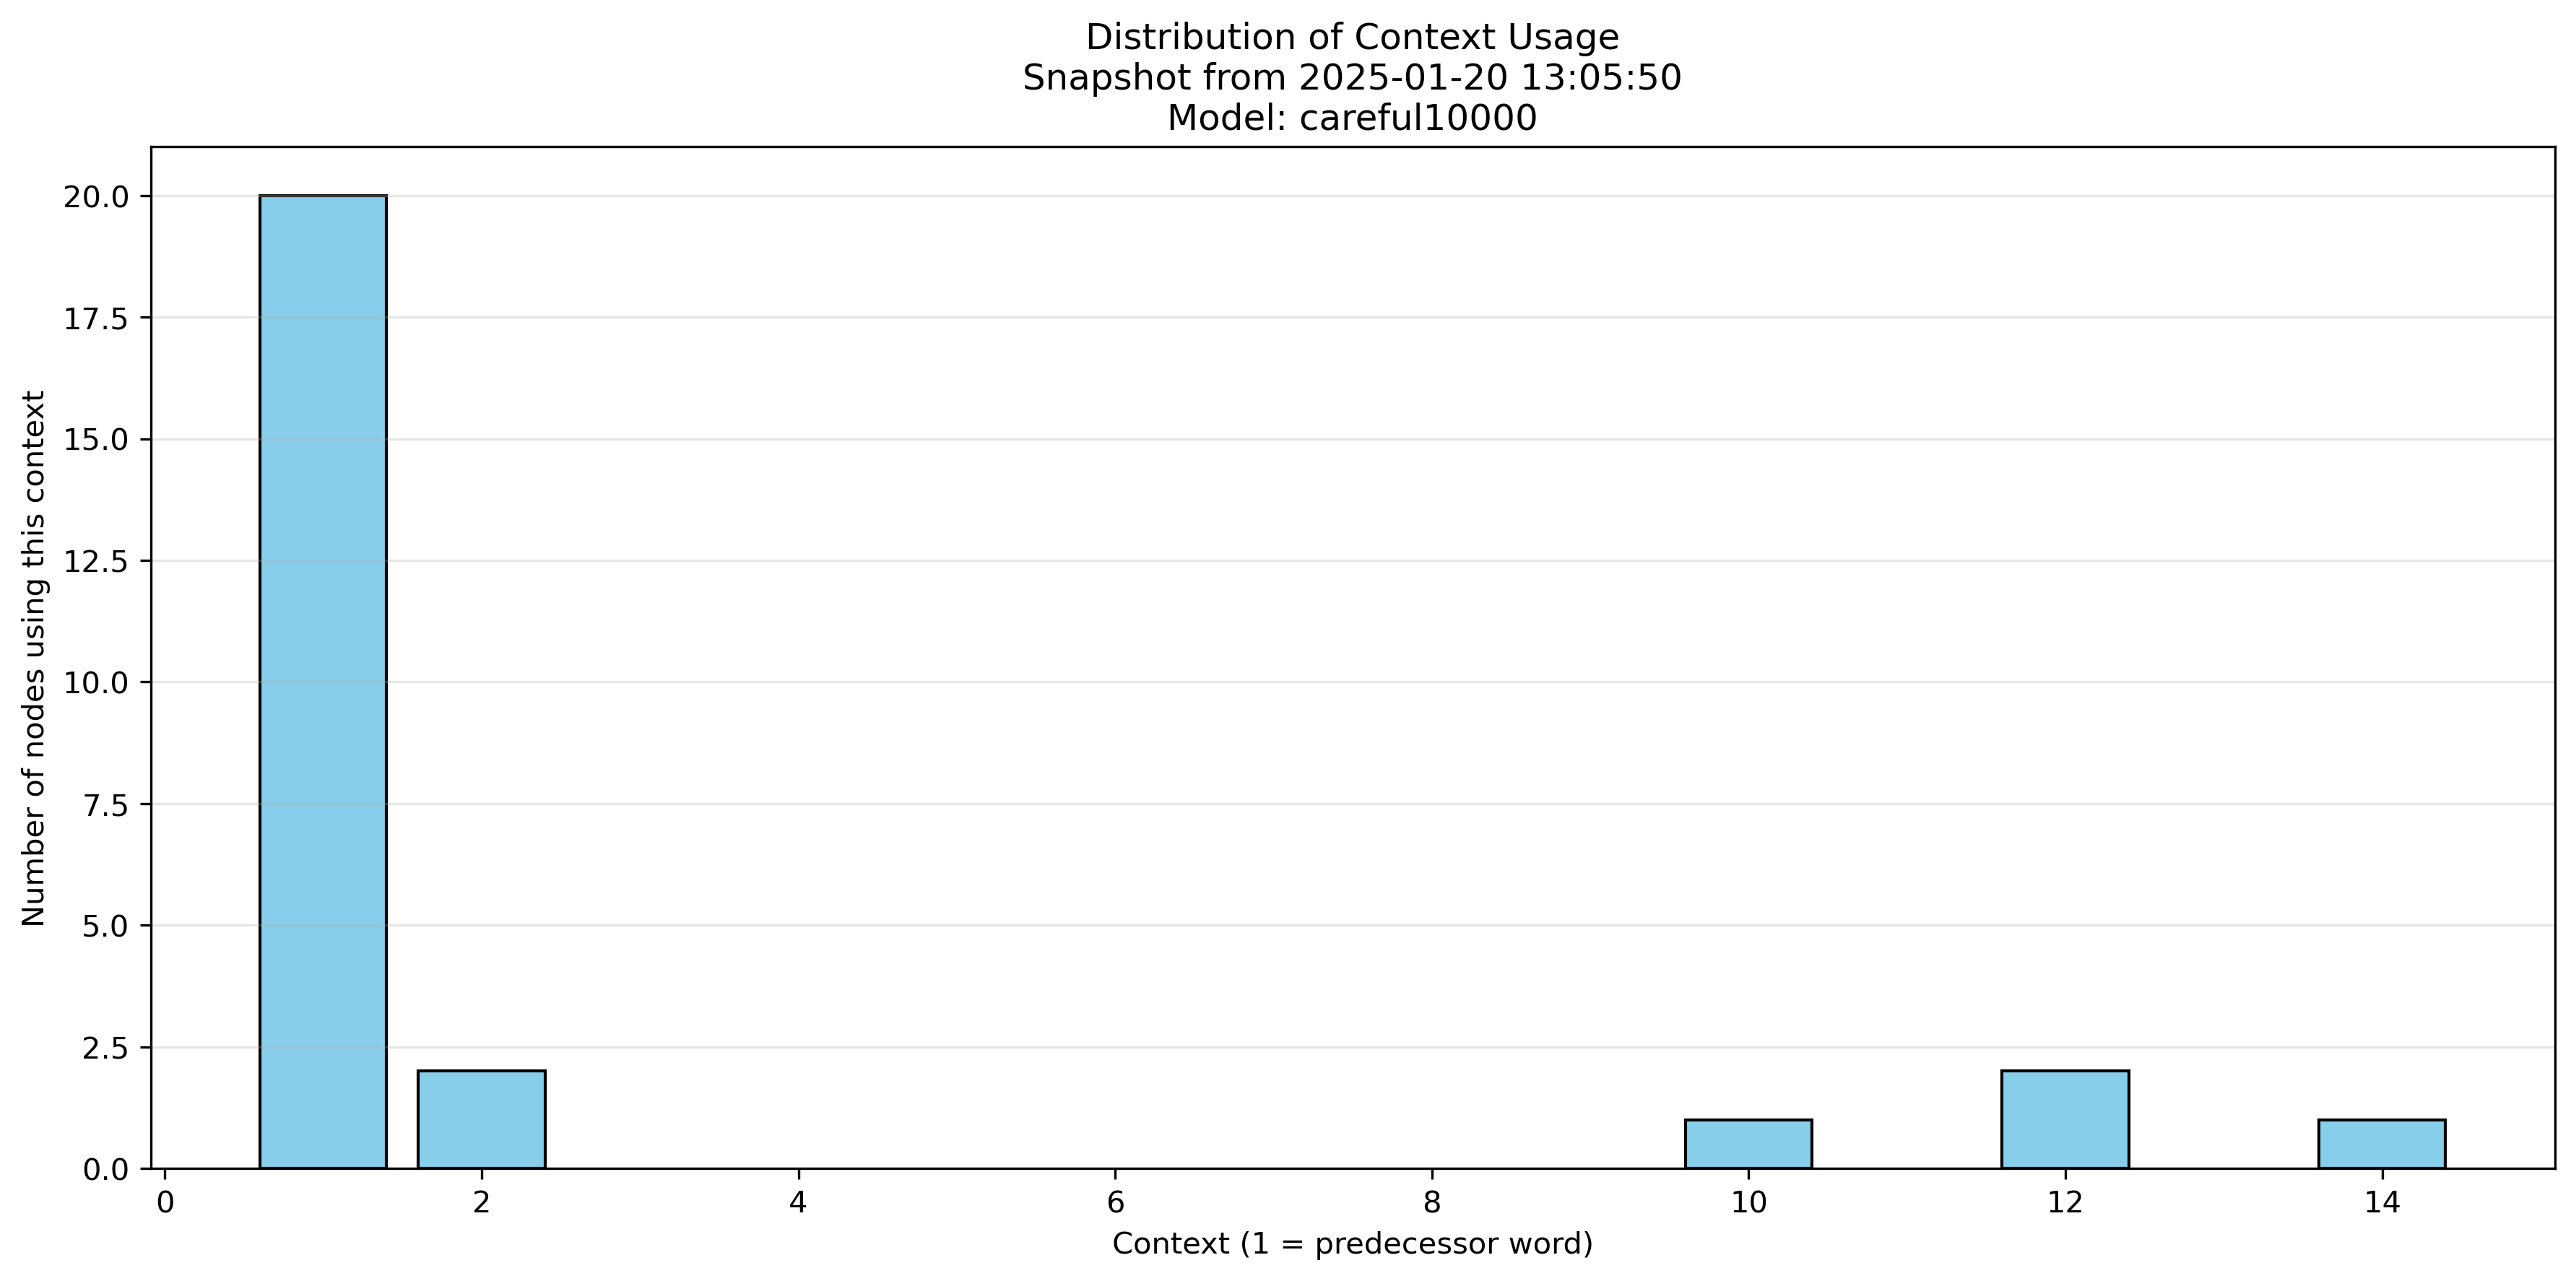 Distribution of Context Usage
Snapshot from 2025-01-20 13:05:50
Model: careful10000
Number of nodes using this context
20.0
17.5
15.0
12.5
10.0
7.5
5.0
2.5
0.0
0 2 4 6 8 10 12 14
Context (1 = predecessor word)